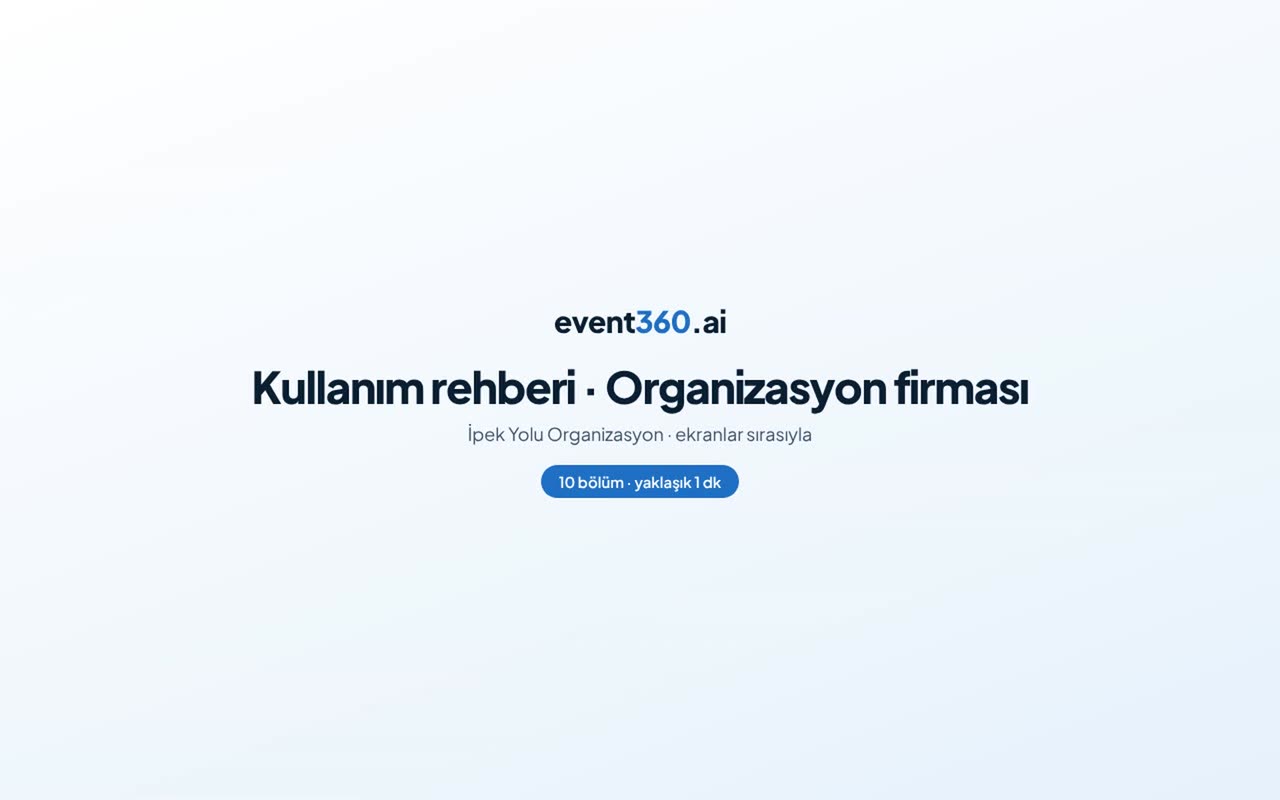 event360.ai
Kullanım rehberi · Organizasyon firması
İpek Yolu Organizasyon · ekranlar sırasıyla
10 bölüm · yaklaşık 1 dk